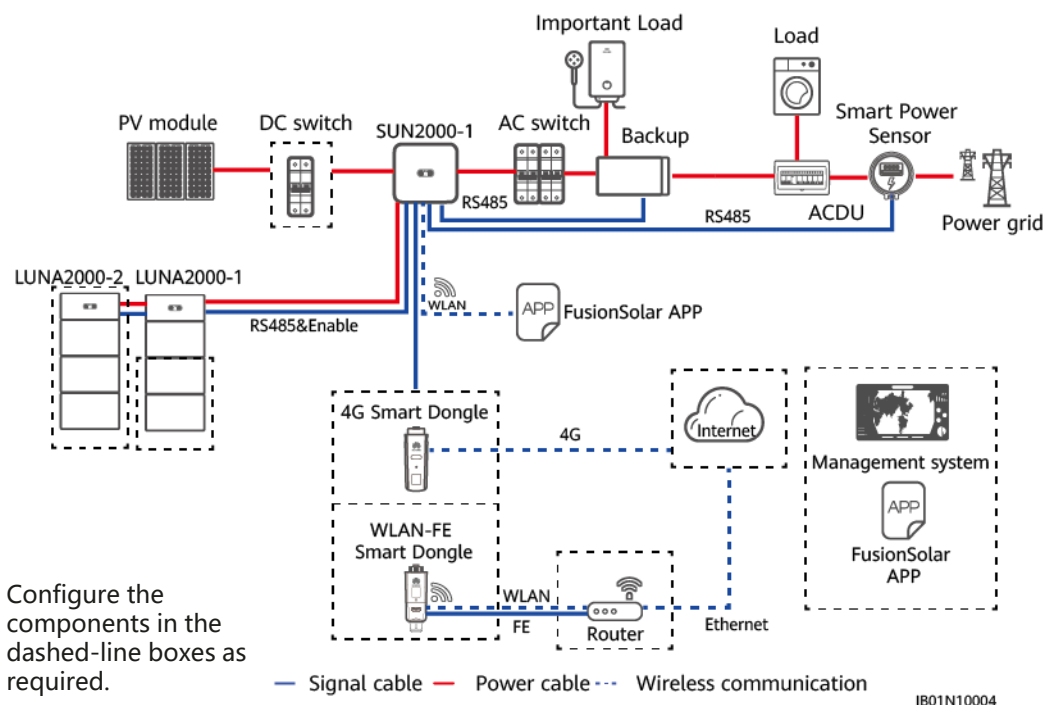 Important Load
Load
PV module
DC switch
SUN2000-1
AC switch
Backup
Smart Power
Sensor
RS485
RS485
ACDU
Power grid
LUNA2000-2
LUNA2000-1
RS485&Enable
WLAN
APP
FusionSolar APP
4G Smart Dongle
4G
Internet
Management system
APP
FusionSolar
APP
WLAN-FE
Smart Dongle
WLAN
FE
Router
Ethernet
Configure the
components in the
dashed-line boxes as
required.
Signal cable
Power cable
Wireless communication
IB01N10004